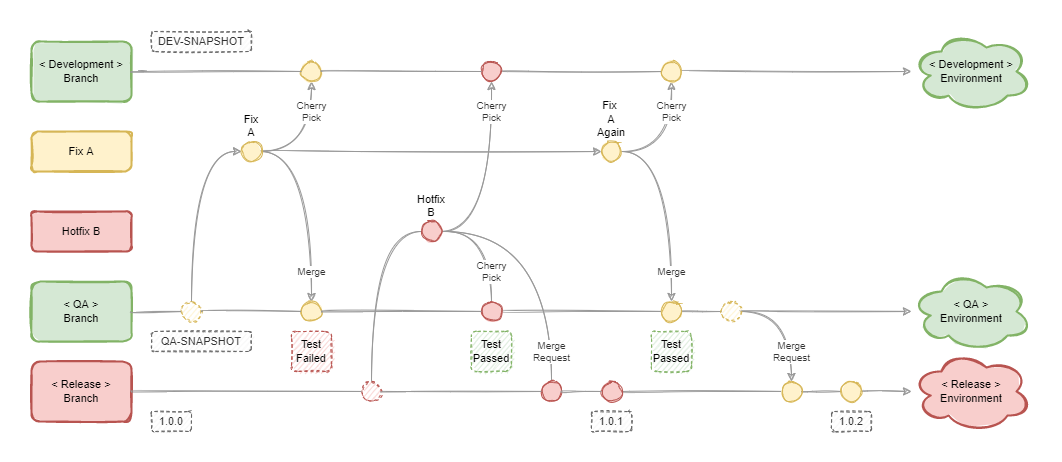 DEV-SNAPSHOT
< Development >
Branch
< Development >
Environment
Cherry
Pick
Cherry
Pick
Cherry
Pick
Fix
A
Fix
A
Again
Fix A
Hotfix
B
Hotfix B
Merge
Cherry
Pick
Merge
< QA >
Branch
< QA >
Environment
QA-SNAPSHOT
Test
Failed
Test
Passed
Merge
Request
Test
Passed
Merge
Request
< Release >
Branch
< Release >
Environment
1.0.0
1.0.1
1.0.2